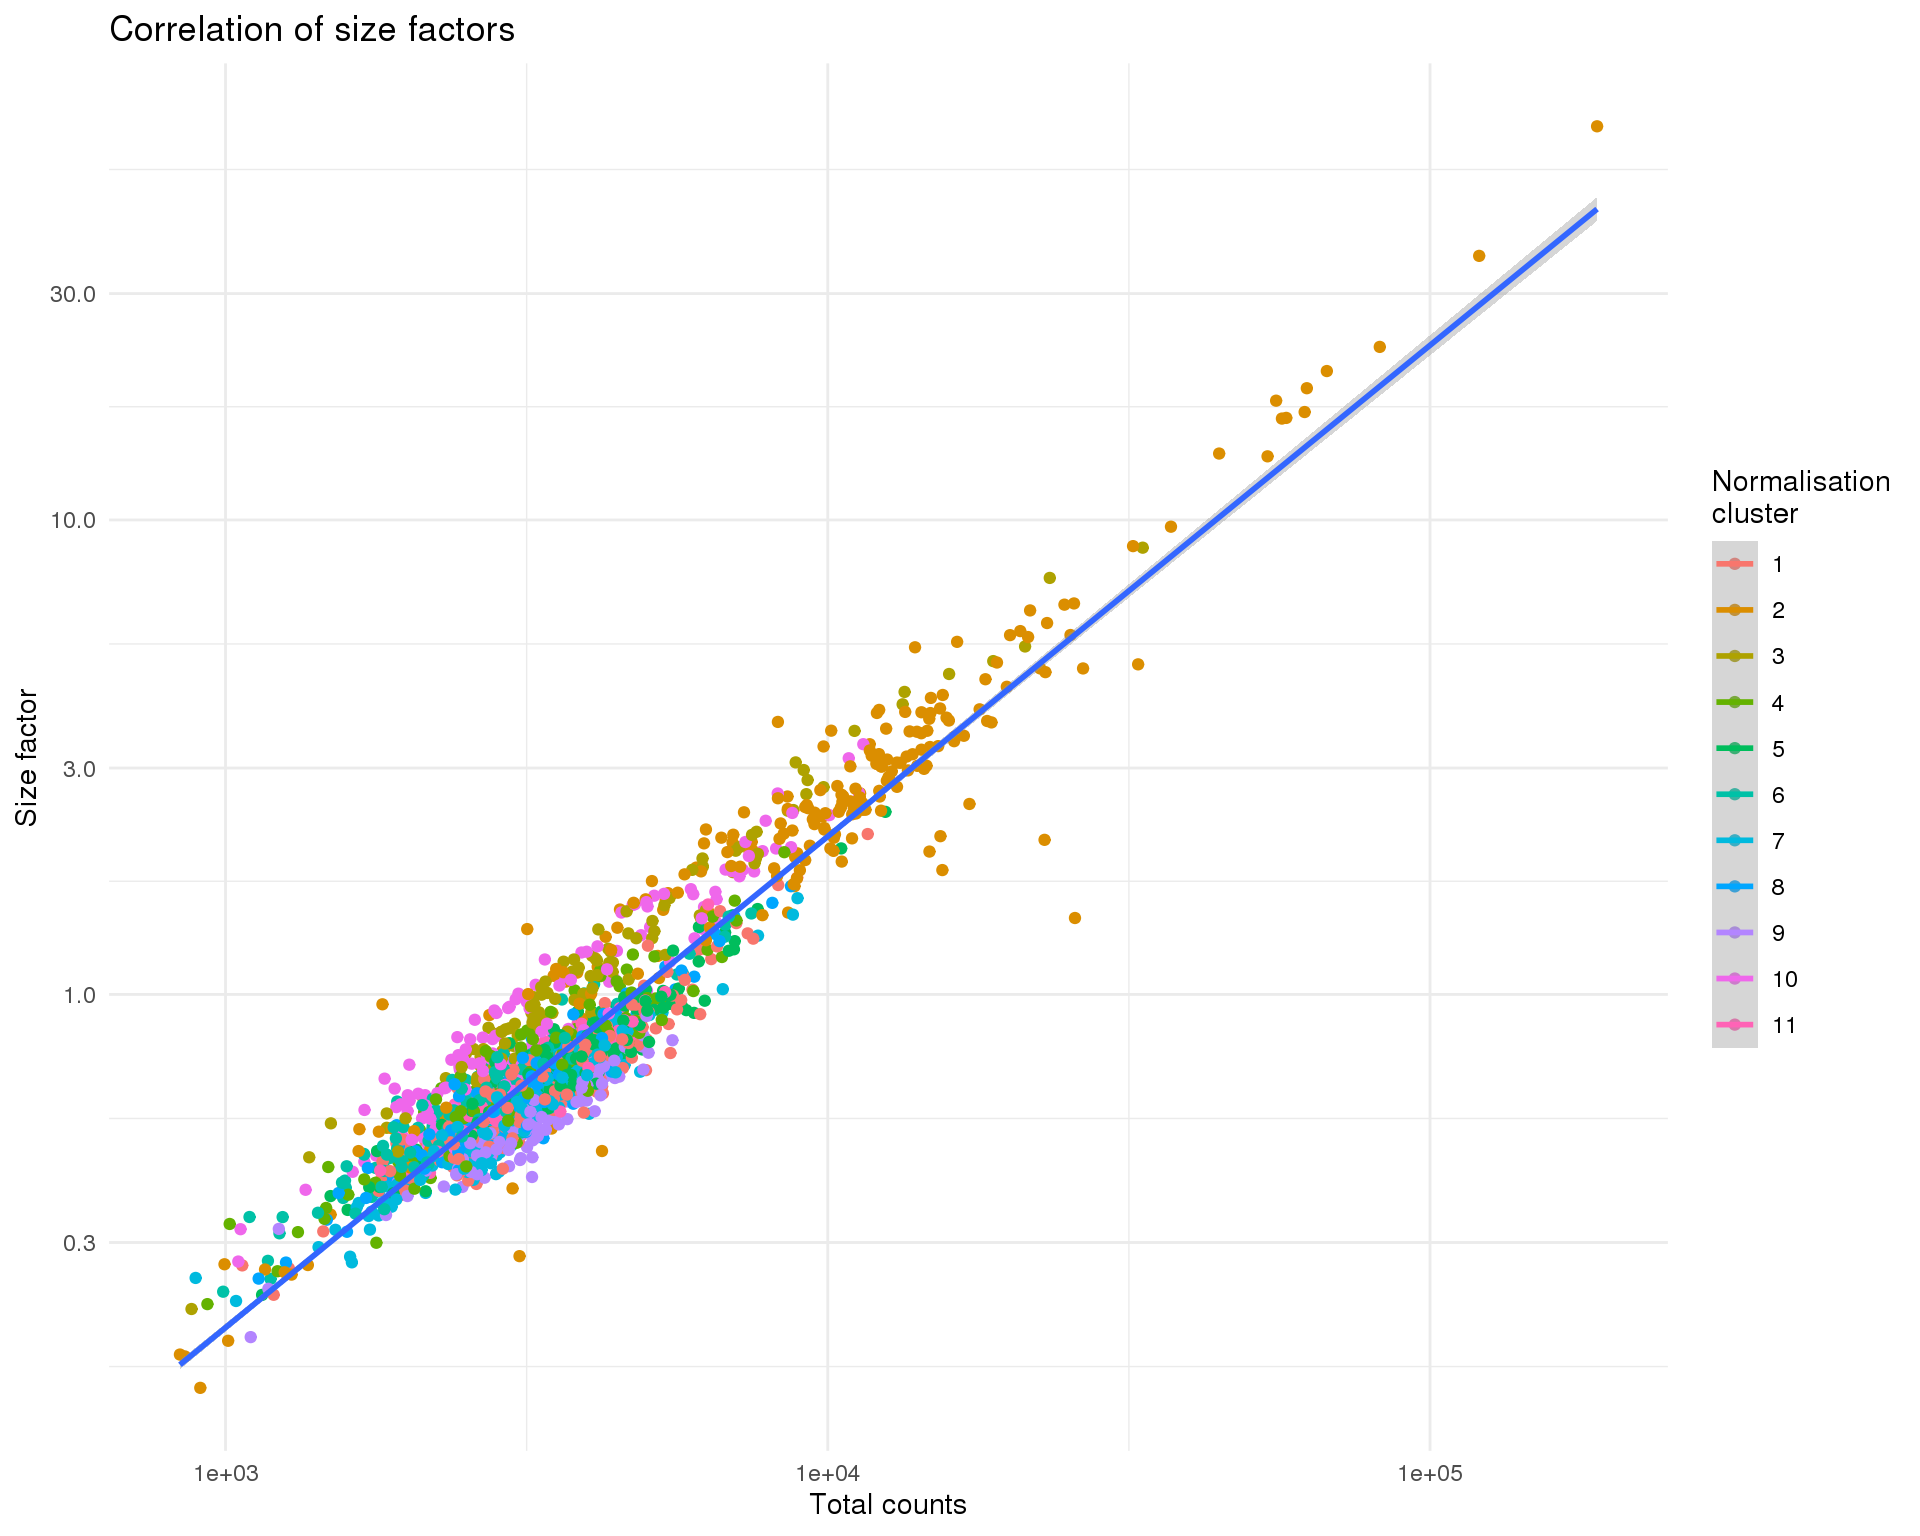 Correlation of size factors
30.0
10.0
3.0
1.0
0.3
Size factor
1e+03
1e+04
1e+05
Total counts
Normalisation
cluster
1
2
3
4
5
6
7
8
9
10
11